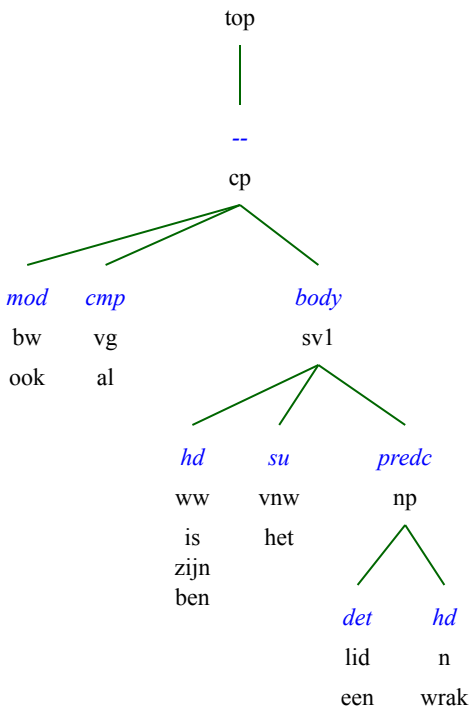 top
--
cp
mod cmp body
bw vg sv1
ook al
hd su predc
ww vnw np
is het
zijn
ben
det hd
lid n
een wrak